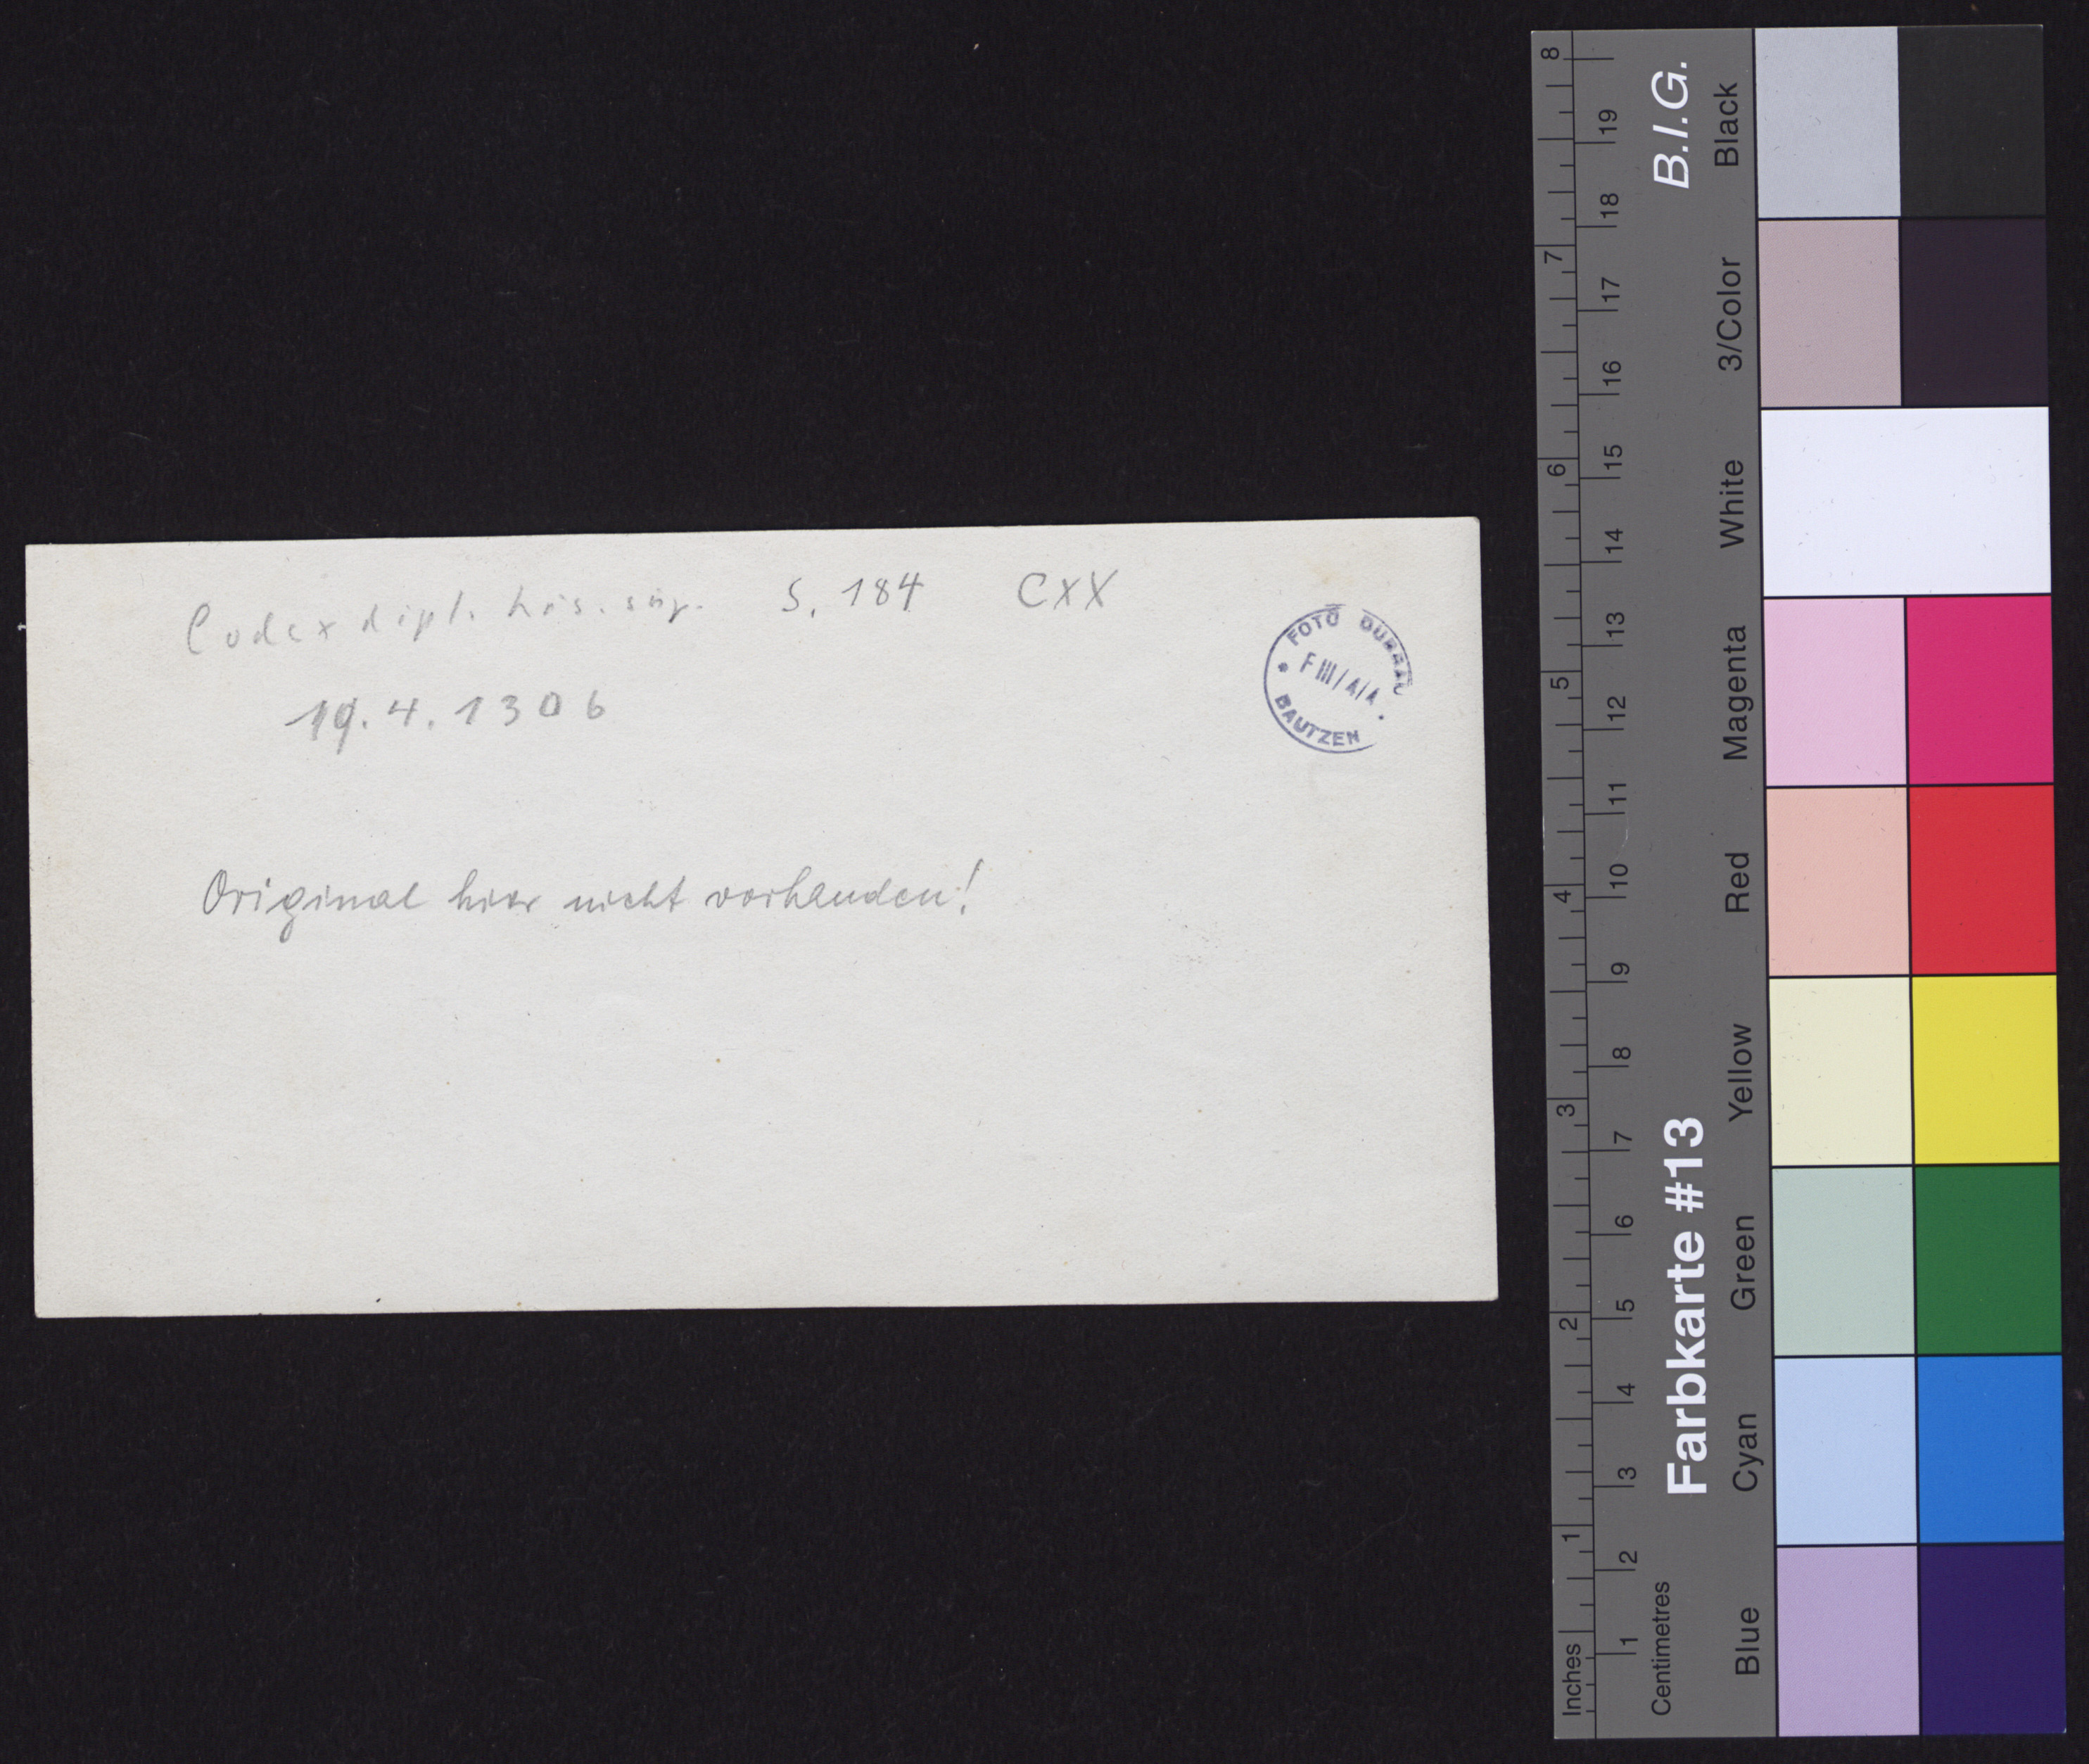 Codex dipl. lus. sup. S. 184 CXX
19.4.1306
Original hier nicht vorhanden!
FOTO DURBAL
F III/4/4
BAUTZEN
B.I.G.
Farbkarte #13
Black
3/Color
White
Magenta
Red
Yellow
Green
Cyan
Blue
Centimetres
1 2 3 4 5 6 7 8 9 10 11 12 13 14 15 16 17 18 19
Inches
1 2 3 4 5 6 7 8